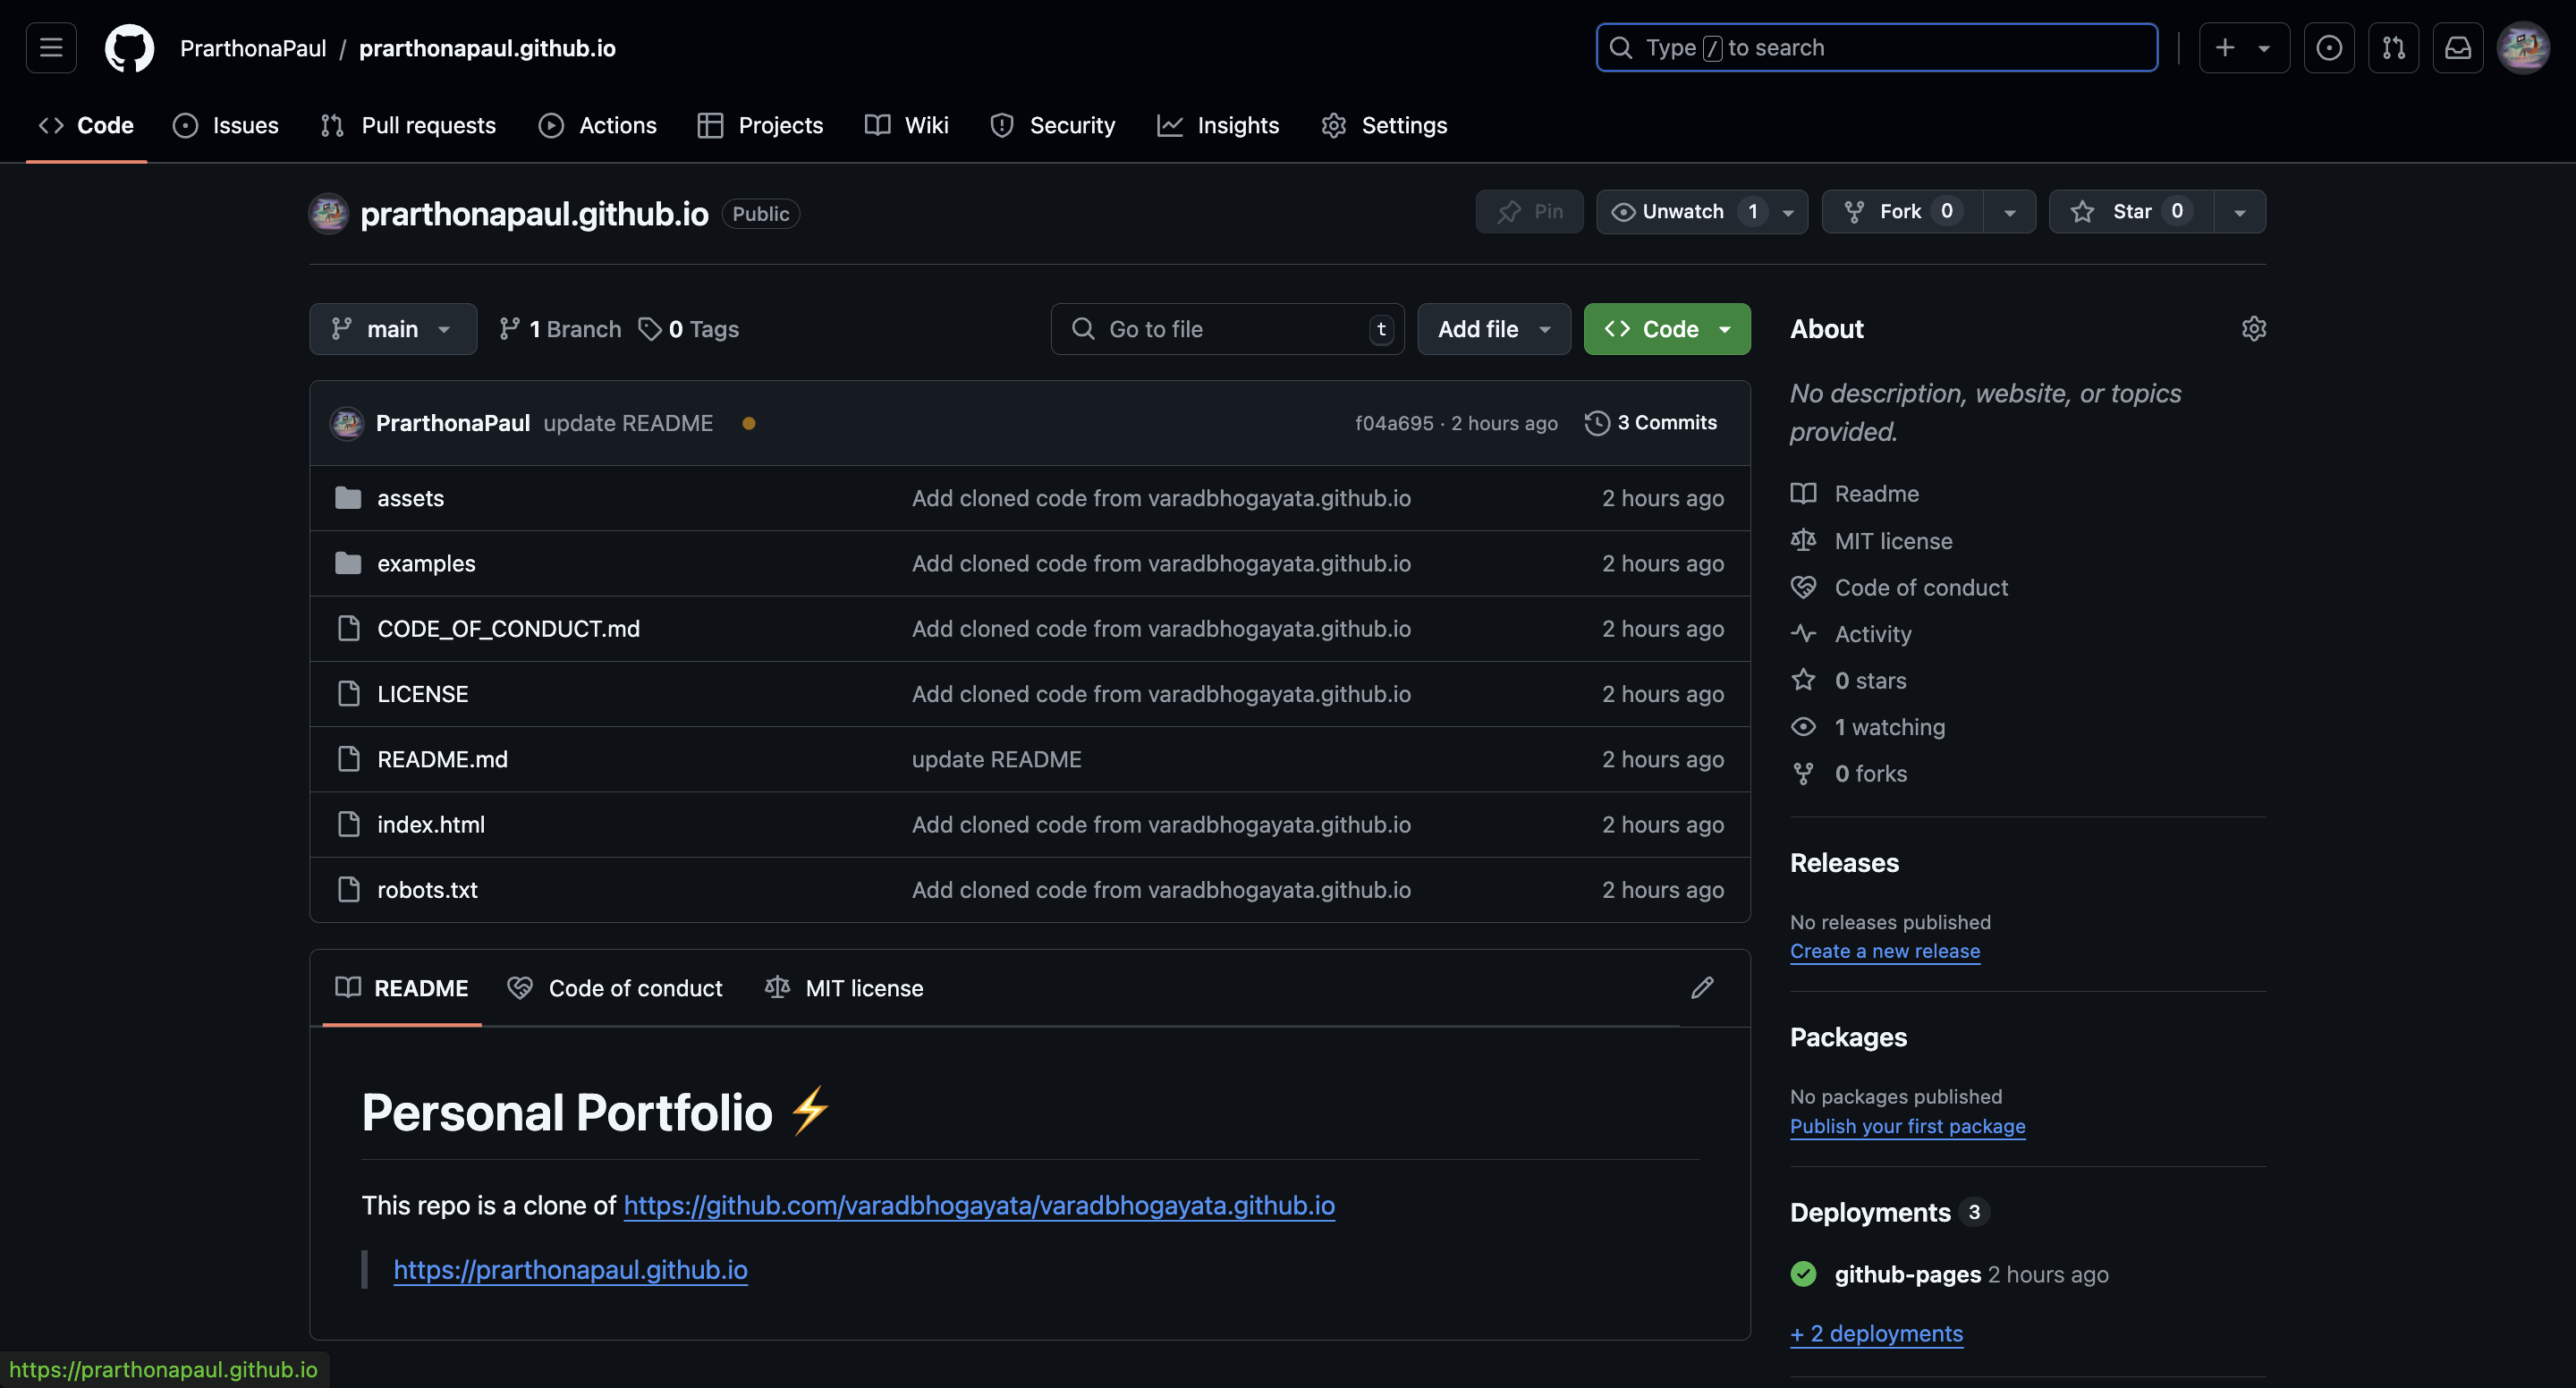 PrarthonaPaul / prarthonapaul.github.io
Type / to search
Code Issues Pull requests Actions Projects Wiki Security Insights Settings
prarthonapaul.github.io Public
Pin Unwatch 1 Fork 0 Star 0
main 1 Branch 0 Tags Go to file t Add file Code
PrarthonaPaul update README f04a695 · 2 hours ago 3 Commits
assets Add cloned code from varadbhogayata.github.io 2 hours ago
examples Add cloned code from varadbhogayata.github.io 2 hours ago
CODE_OF_CONDUCT.md Add cloned code from varadbhogayata.github.io 2 hours ago
LICENSE Add cloned code from varadbhogayata.github.io 2 hours ago
README.md update README 2 hours ago
index.html Add cloned code from varadbhogayata.github.io 2 hours ago
robots.txt Add cloned code from varadbhogayata.github.io 2 hours ago
README Code of conduct MIT license
Personal Portfolio ⚡
This repo is a clone of https://github.com/varadbhogayata/varadbhogayata.github.io
https://prarthonapaul.github.io
About
No description, website, or topics
provided.
Readme
MIT license
Code of conduct
Activity
0 stars
1 watching
0 forks
Releases
No releases published
Create a new release
Packages
No packages published
Publish your first package
Deployments 3
github-pages 2 hours ago
+ 2 deployments
https://prarthonapaul.github.io